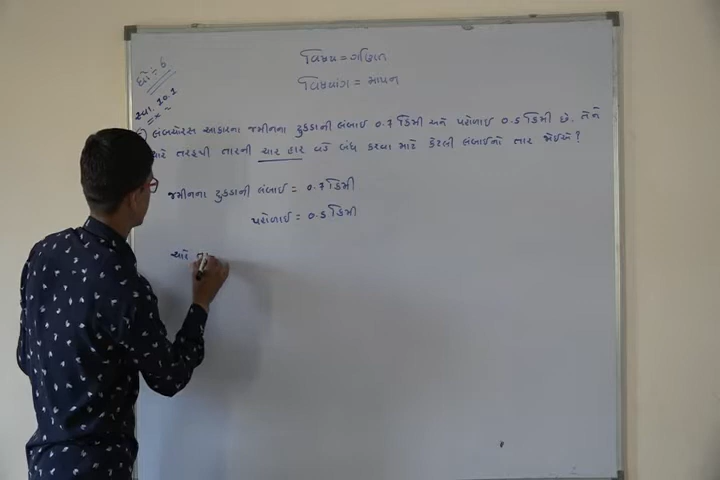 ધો : 6
વિષય = ગણિત
વિષયાંગ = માપન
સ્વા. 10.1
લંબચોરસ આકારના જમીનના ટુકડાની લંબાઈ 0.7 કિમી અને પહોળાઈ 0.5 કિમી છે. તેને
ચારે તરફથી તારની ચાર હાર વડે બંધ કરવા માટે કેટલી લંબાઈનો તાર જોઈએ?
જમીનના ટુકડાની લંબાઈ = 0.7 કિમી
પહોળાઈ = 0.5 કિમી
ચારે ત